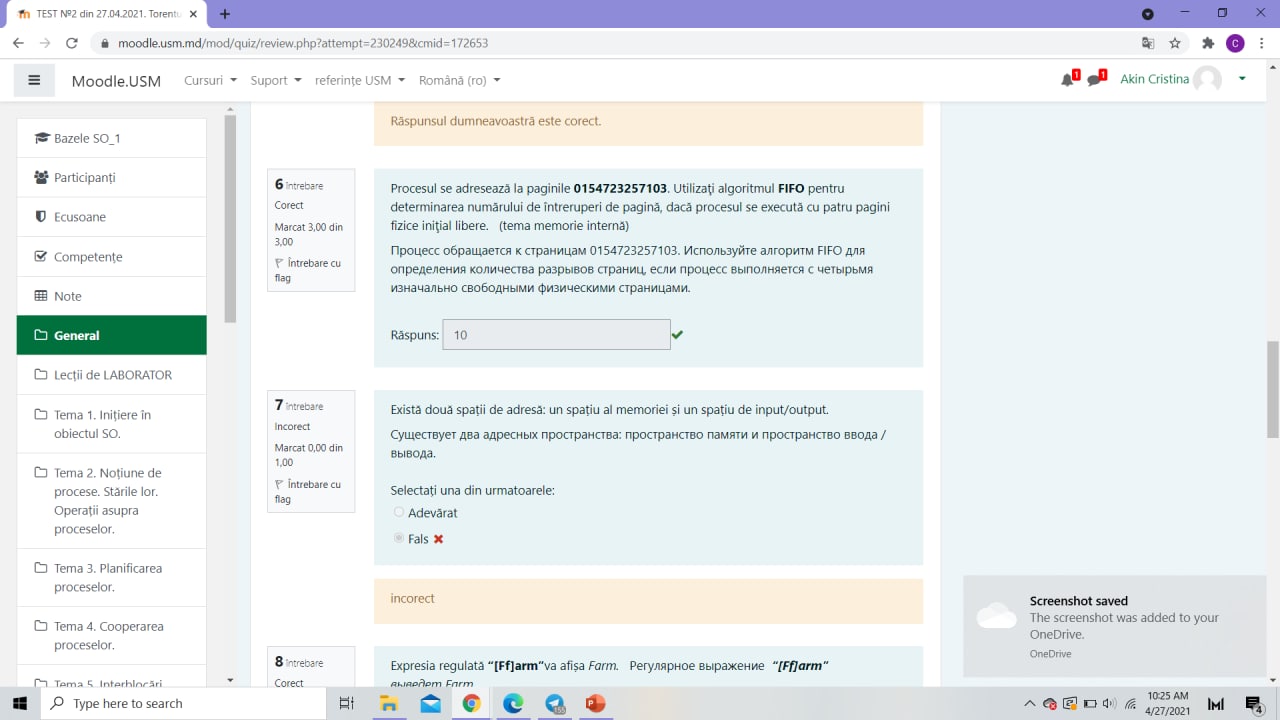 TEST №2 din 27.04.2021. Torentu
moodle.usm.md/mod/quiz/review.php?attempt=230249&cmid=172653
C
Moodle.USM
Cursuri
Suport
referințe USM
Română (ro)
1
1
Akin Cristina
Bazele SO_1
Participanți
Ecusoane
Competențe
Note
General
Lecții de LABORATOR
Tema 1. Inițiere în
obiectul SO.
Tema 2. Noțiune de
procese. Stările lor.
Operații asupra
proceselor.
Tema 3. Planificarea
proceselor.
Tema 4. Cooperarea
proceselor.
Tema 5. Interblocări
Răspunsul dumneavoastră este corect.
6 Întrebare
Corect
Marcat 3,00 din
3,00
Întrebare cu
flag
Procesul se adresează la paginile 0154723257103. Utilizaţi algoritmul FIFO pentru
determinarea numărului de întreruperi de pagină, dacă procesul se execută cu patru pagini
fizice iniţial libere. (tema memorie internă)
Процесс обращается к страницам 0154723257103. Используйте алгоритм FIFO для
определения количества разрывов страниц, если процесс выполняется с четырьмя
изначально свободными физическими страницами.
Răspuns: 10
7 Întrebare
Incorect
Marcat 0,00 din
1,00
Întrebare cu
flag
Există două spații de adresă: un spațiu al memoriei și un spațiu de input/output.
Существует два адресных пространства: пространство памяти и пространство ввода /
вывода.
Selectați una din urmatoarele:
Adevărat
Fals
incorect
8 Întrebare
Corect
Expresia regulată “[Ff]arm”va afișa Farm. Регулярное выражение “[Ff]arm”
выведет Farm
Screenshot saved
The screenshot was added to your
OneDrive.
OneDrive
Type here to search
10:25 AM
4/27/2021
4